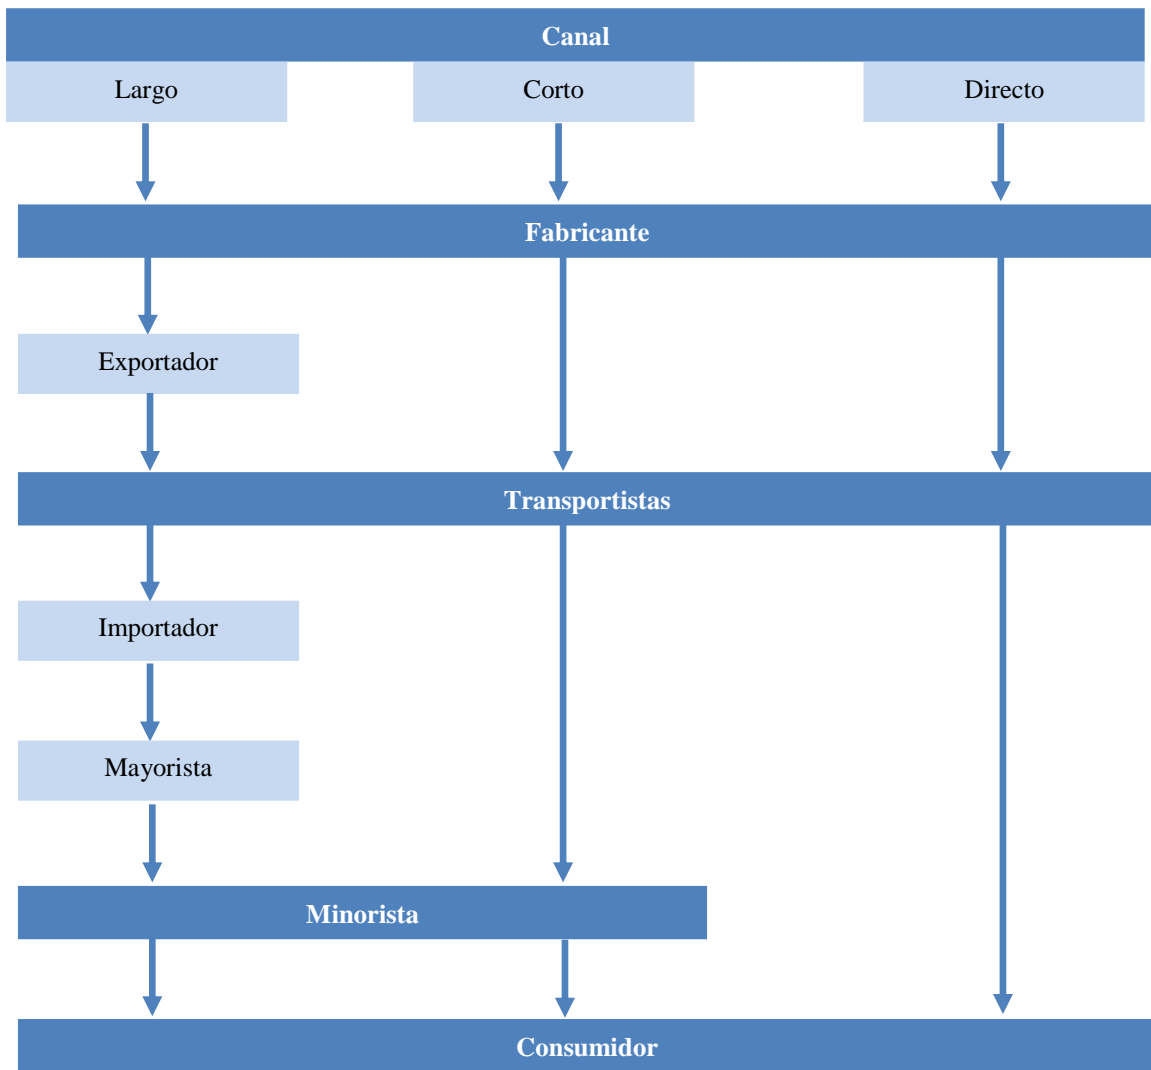 Canal
Largo
Corto
Directo
Fabricante
Exportador
Transportistas
Importador
Mayorista
Minorista
Consumidor